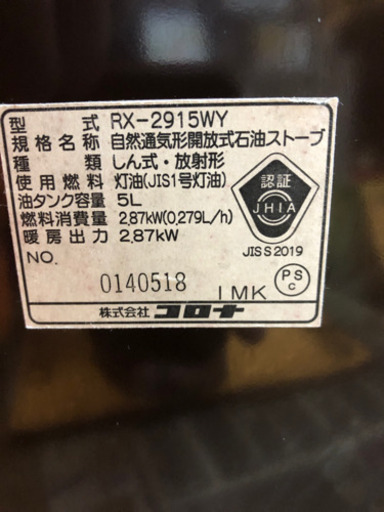 型式 RX-2915WY
規格名称 自然通気形開放式石油ストーブ
種類 しん式・放射形
使用燃料 灯油(JIS1号灯油)
油タンク容量 5L
燃料消費量 2,87kW(0,279L/h)
暖房出力 2,87kW
認証
JHIA
JIS S 2019
NO. 0140518 IMK
PS
C
株式会社 コロナ